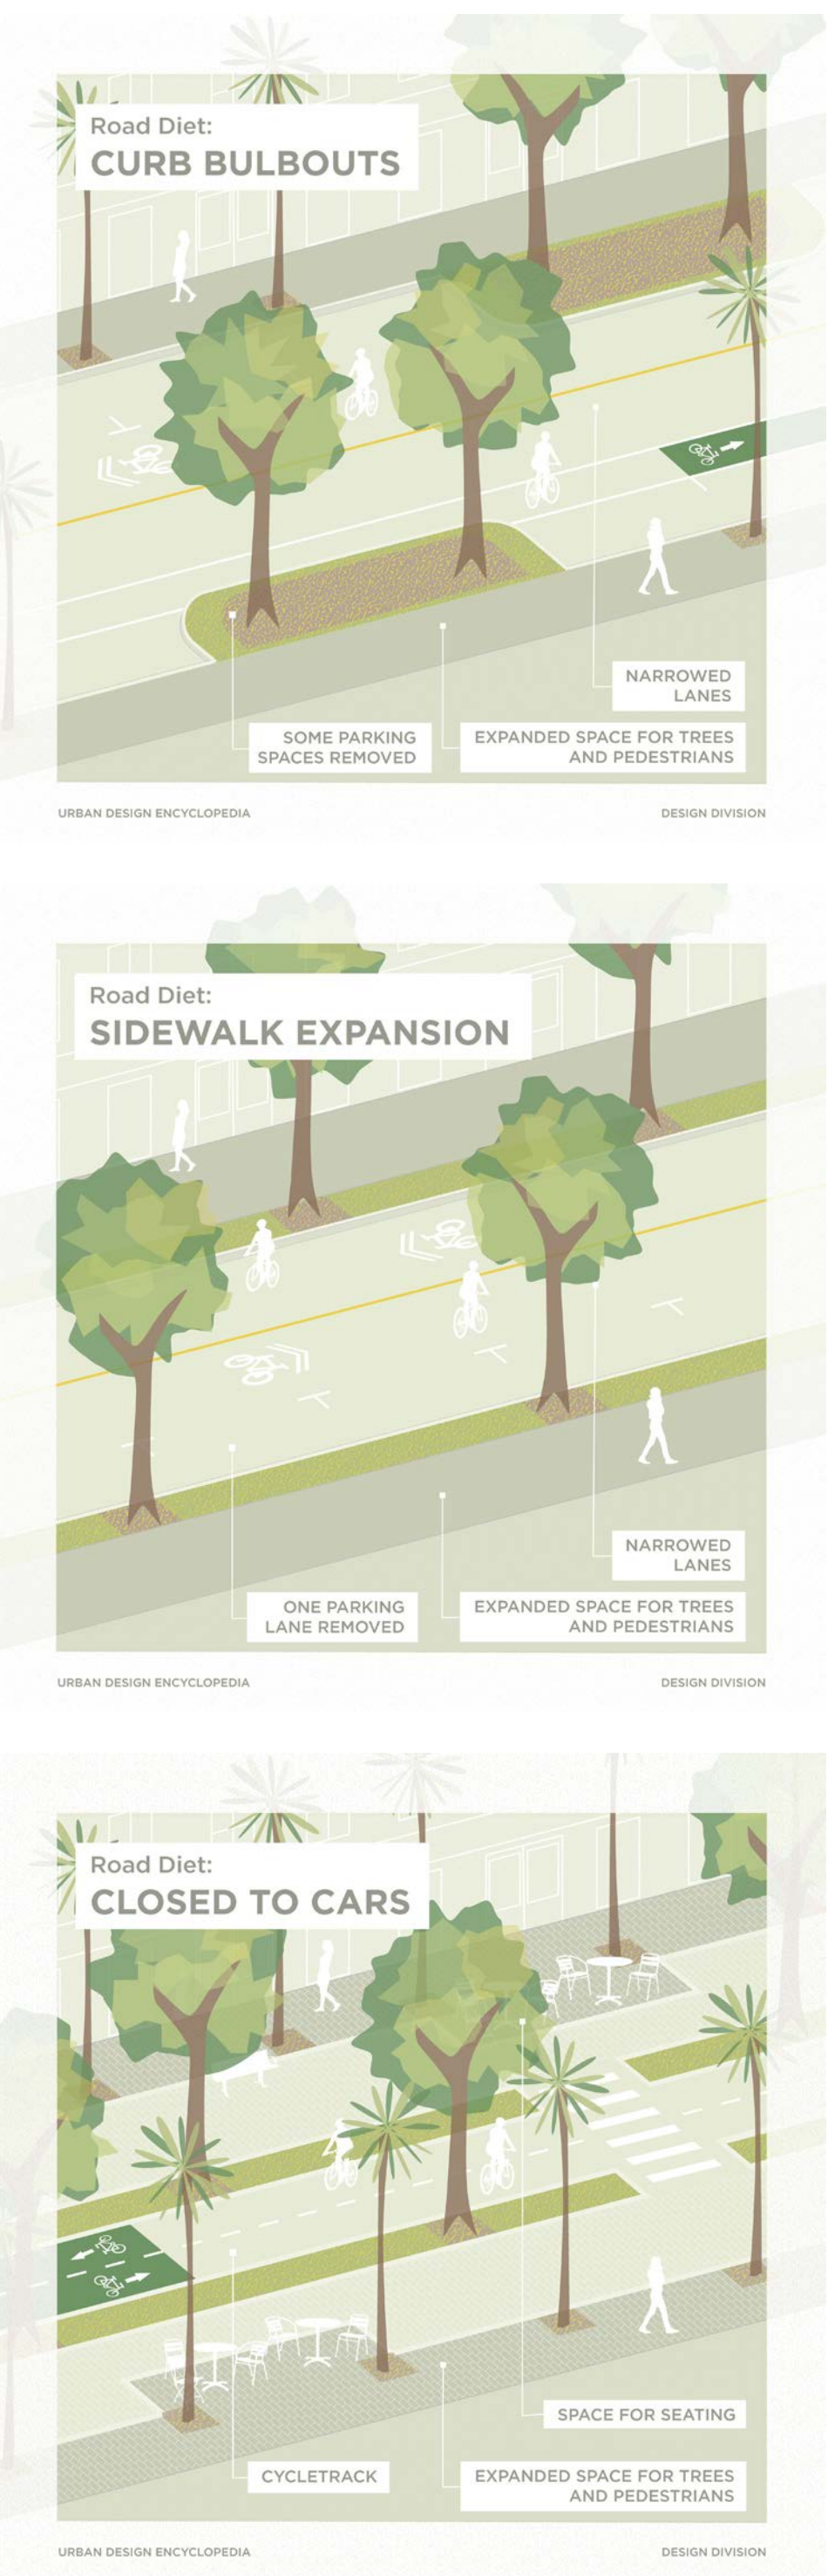 Road Diet:
CURB BULBOUTS
NARROWED
LANES
SOME PARKING
SPACES REMOVED
EXPANDED SPACE FOR TREES
AND PEDESTRIANS
URBAN DESIGN ENCYCLOPEDIA
DESIGN DIVISION
Road Diet:
SIDEWALK EXPANSION
NARROWED
LANES
ONE PARKING
LANE REMOVED
EXPANDED SPACE FOR TREES
AND PEDESTRIANS
URBAN DESIGN ENCYCLOPEDIA
DESIGN DIVISION
Road Diet:
CLOSED TO CARS
SPACE FOR SEATING
CYCLETRACK
EXPANDED SPACE FOR TREES
AND PEDESTRIANS
URBAN DESIGN ENCYCLOPEDIA
DESIGN DIVISION